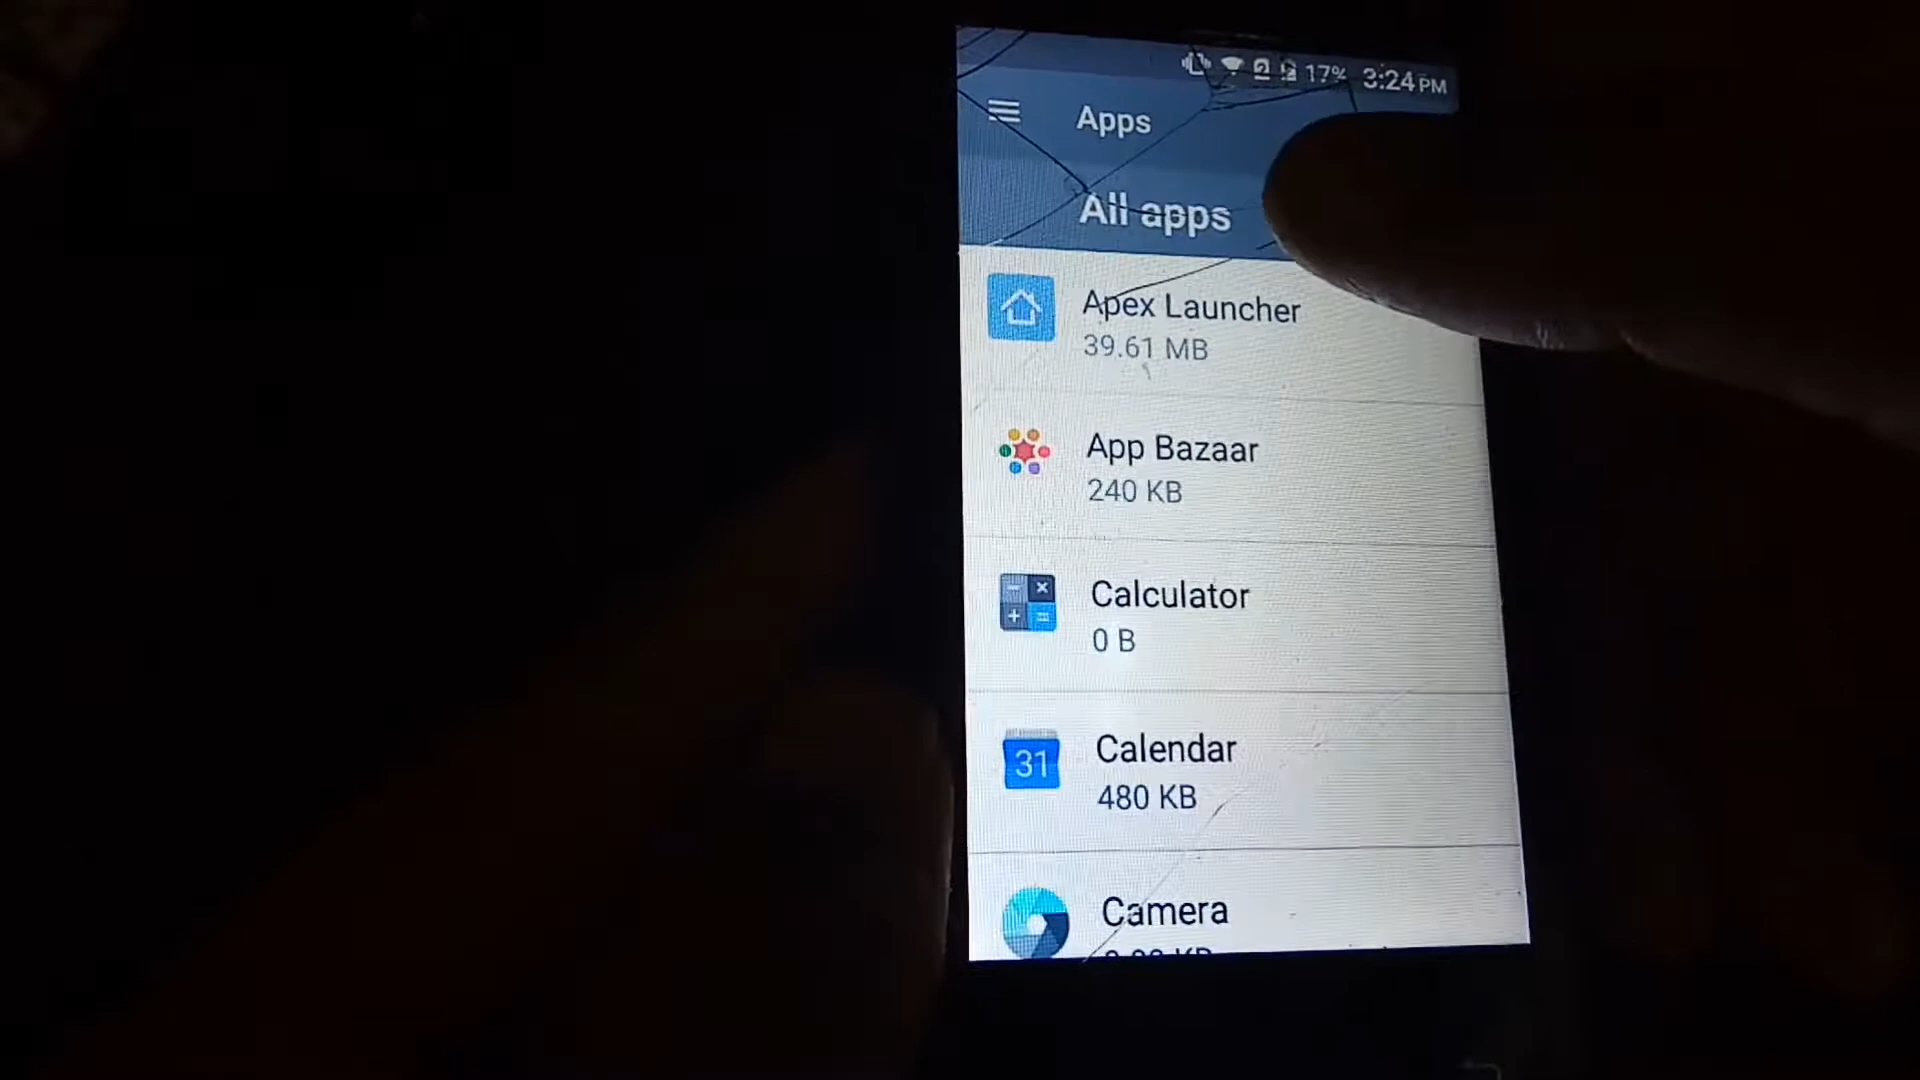 17% 3:24 PM
Apps
All apps
Apex Launcher
39.61 MB
App Bazaar
240 KB
Calculator
0 B
31
Calendar
480 KB
Camera